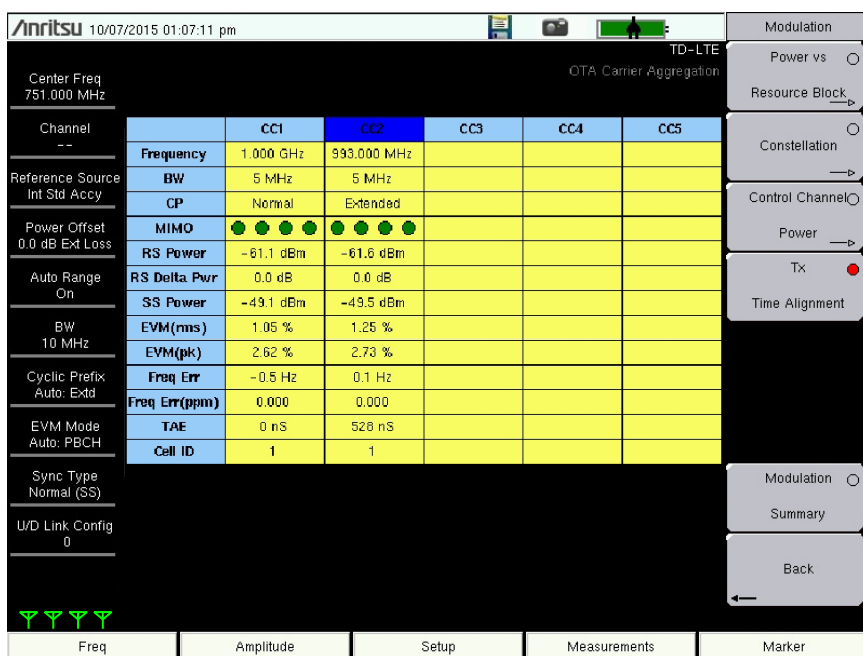 Anritsu 10/07/2015 01:07:11 pm
TD-LTE
OTA Carrier Aggregation
Center Freq
751.000 MHz
Channel
--
Reference Source
Int Std Accy
Power Offset
0.0 dB Ext Loss
Auto Range
On
BW
10 MHz
Cyclic Prefix
Auto: Extd
EVM Mode
Auto: PBCH
Sync Type
Normal (SS)
U/D Link Config
0
CC1 CC2 CC3 CC4 CC5
Frequency 1.000 GHz 993.000 MHz
BW 5 MHz 5 MHz
CP Normal Extended
MIMO
RS Power -61.1 dBm -61.6 dBm
RS Delta Pwr 0.0 dB 0.0 dB
SS Power -49.1 dBm -49.5 dBm
EVM(rms) 1.05 % 1.25 %
EVM(pk) 2.62 % 2.73 %
Freq Err -0.5 Hz 0.1 Hz
Freq Err(ppm) 0.000 0.000
TAE 0 nS 528 nS
Cell ID 1 1
Modulation
Power vs
Resource Block
Constellation
Control Channel
Power
Tx
Time Alignment
Modulation
Summary
Back
Freq Amplitude Setup Measurements Marker